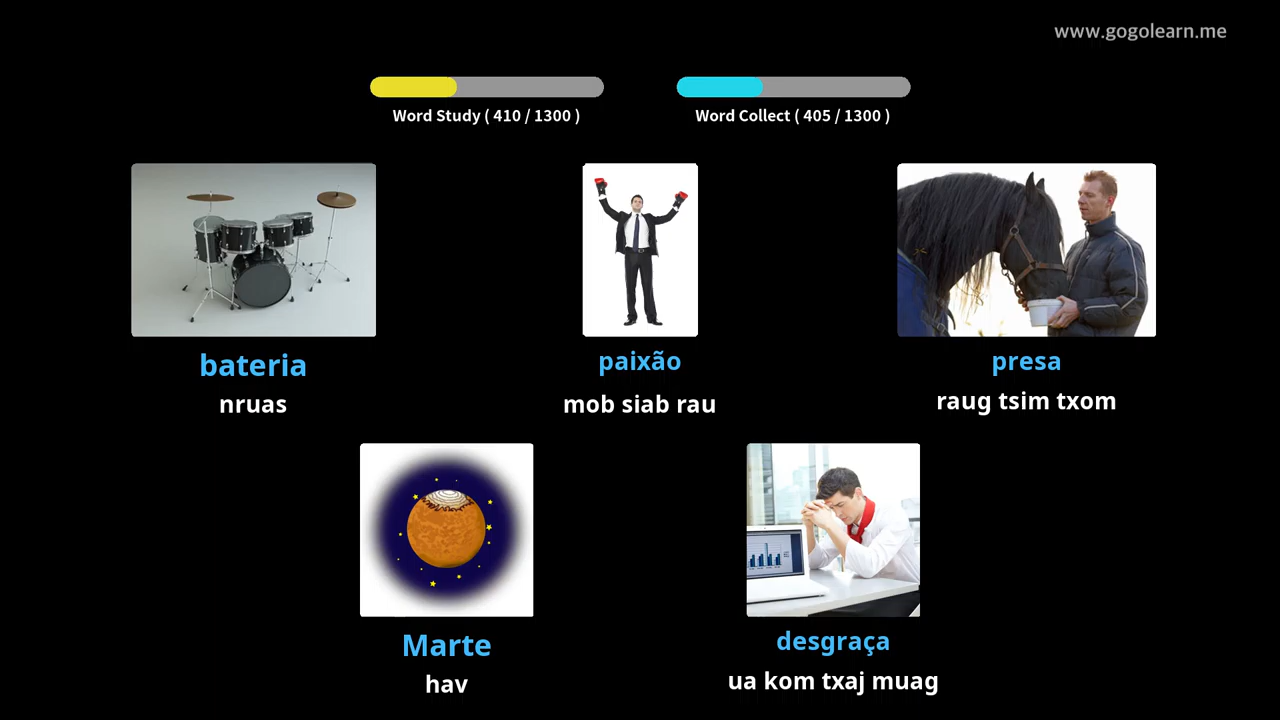 www.gogolearn.me
Word Study ( 410 / 1300 )
Word Collect ( 405 / 1300 )
bateria
nruas
paixão
mob siab rau
presa
raug tsim txom
Marte
hav
desgraça
ua kom txaj muag